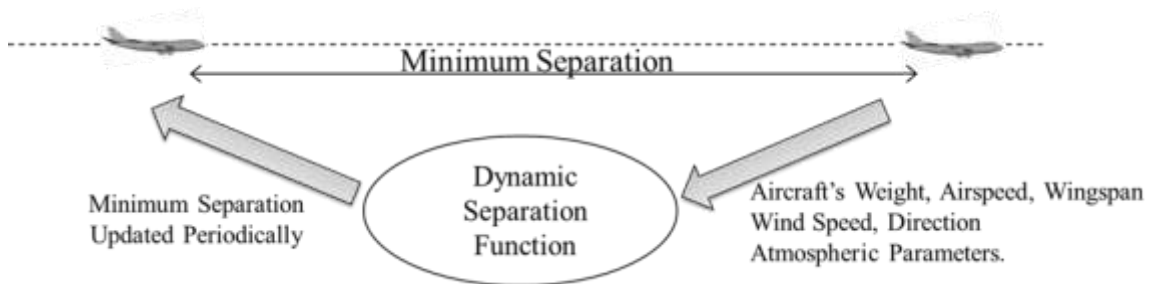 Minimum Separation
Dynamic
Separation
Function
Minimum Separation
Updated Periodically
Aircraft's Weight, Airspeed, Wingspan
Wind Speed, Direction
Atmospheric Parameters.